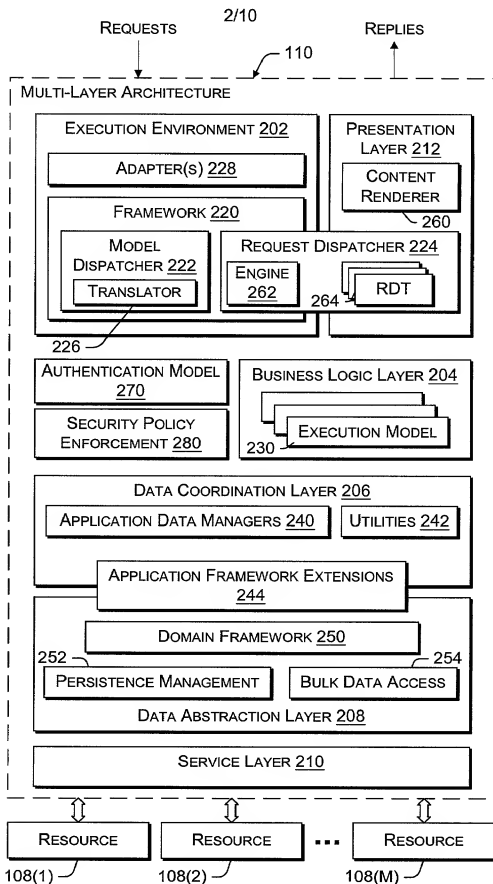 REQUESTS
2/10
REPLIES
110
MULTI-LAYER ARCHITECTURE
EXECUTION ENVIRONMENT 202
ADAPTER(S) 228
FRAMEWORK 220
MODEL
DISPATCHER 222
TRANSLATOR
226
PRESENTATION
LAYER 212
CONTENT
RENDERER
260
REQUEST DISPATCHER 224
ENGINE
262
264
RDT
AUTHENTICATION MODEL
270
SECURITY POLICY
ENFORCEMENT 280
BUSINESS LOGIC LAYER 204
230
EXECUTION MODEL
DATA COORDINATION LAYER 206
APPLICATION DATA MANAGERS 240
UTILITIES 242
APPLICATION FRAMEWORK EXTENSIONS
244
DOMAIN FRAMEWORK 250
252
254
PERSISTENCE MANAGEMENT
BULK DATA ACCESS
DATA ABSTRACTION LAYER 208
SERVICE LAYER 210
RESOURCE
RESOURCE
RESOURCE
108(1)
108(2)
108(M)